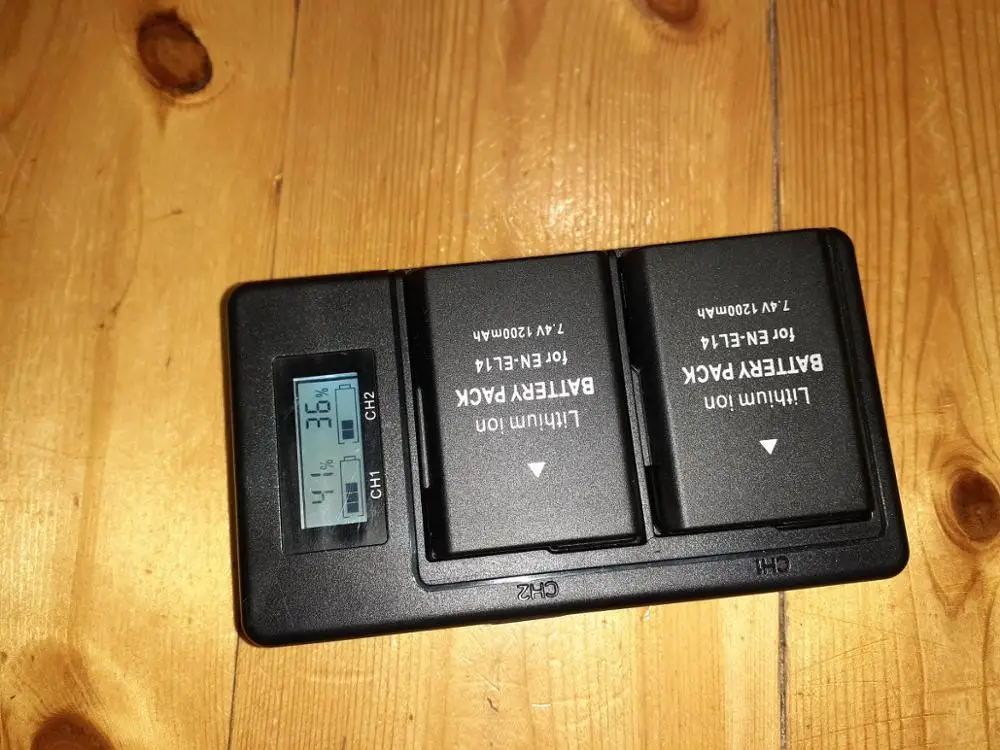 41% 36%
CH1 CH2
Lithium ion
BATTERY PACK
for EN-EL14
7.4V 1200mAh
Lithium ion
BATTERY PACK
for EN-EL14
7.4V 1200mAh
CH1
CH2